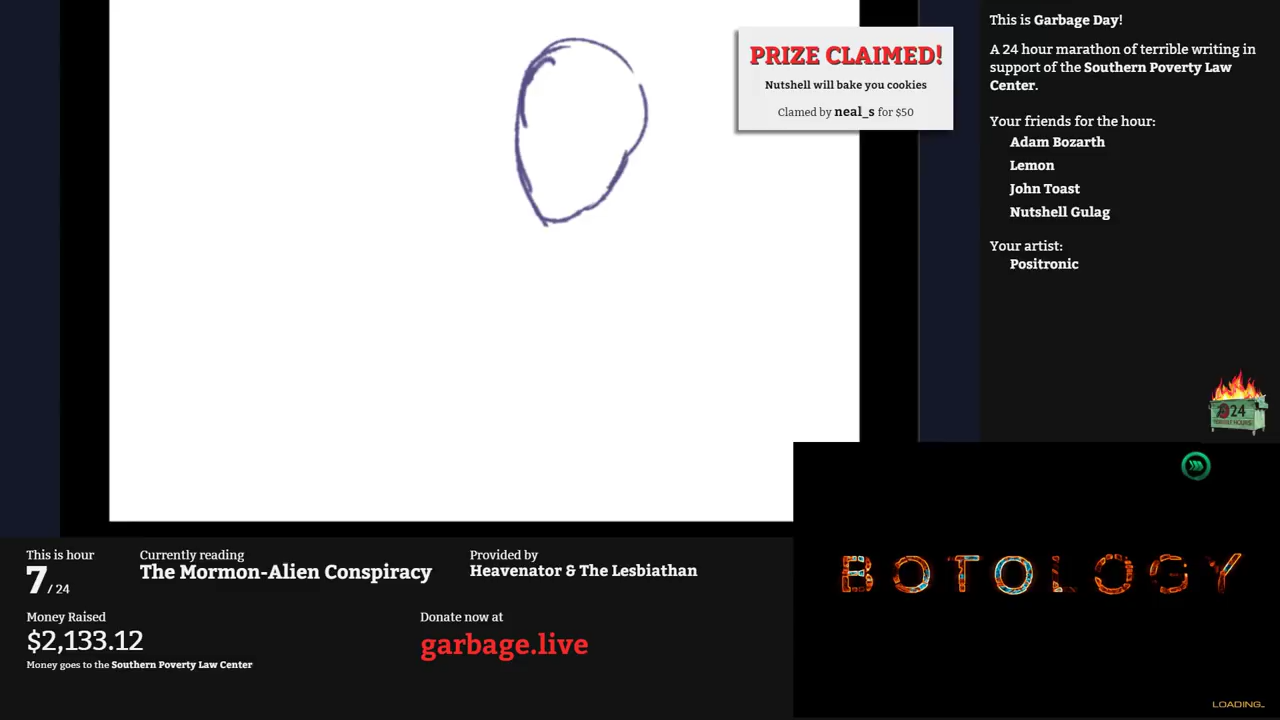 PRIZE CLAIMED!
Nutshell will bake you cookies
Clamed by neal_s for $50
This is Garbage Day!
A 24 hour marathon of terrible writing in
support of the Southern Poverty Law
Center.
Your friends for the hour:
Adam Bozarth
Lemon
John Toast
Nutshell Gulag
Your artist:
Positronic
BOTOLOGY
LOADING..
This is hour
7 / 24
Currently reading
The Mormon-Alien Conspiracy
Provided by
Heavenator & The Lesbiathan
Money Raised
$2,133.12
Money goes to the Southern Poverty Law Center
Donate now at
garbage.live